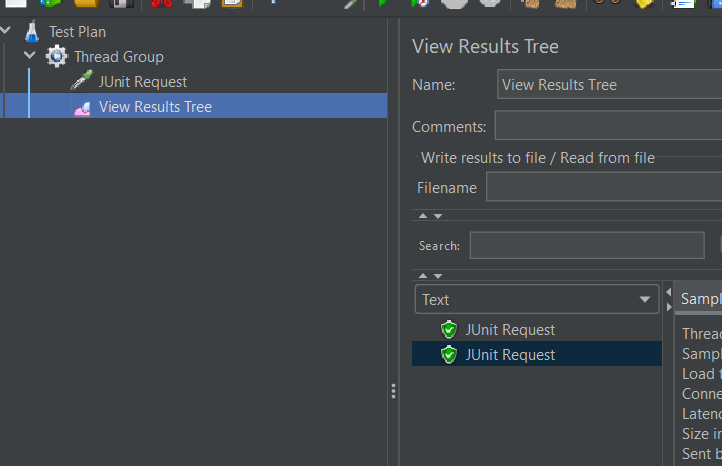 Test Plan
Thread Group
JUnit Request
View Results Tree
View Results Tree
Name: View Results Tree
Comments:
Write results to file / Read from file
Filename
Search:
Text
JUnit Request
JUnit Request
Sampl
Thread
Sampl
Load t
Conne
Latenc
Size in
Sent b